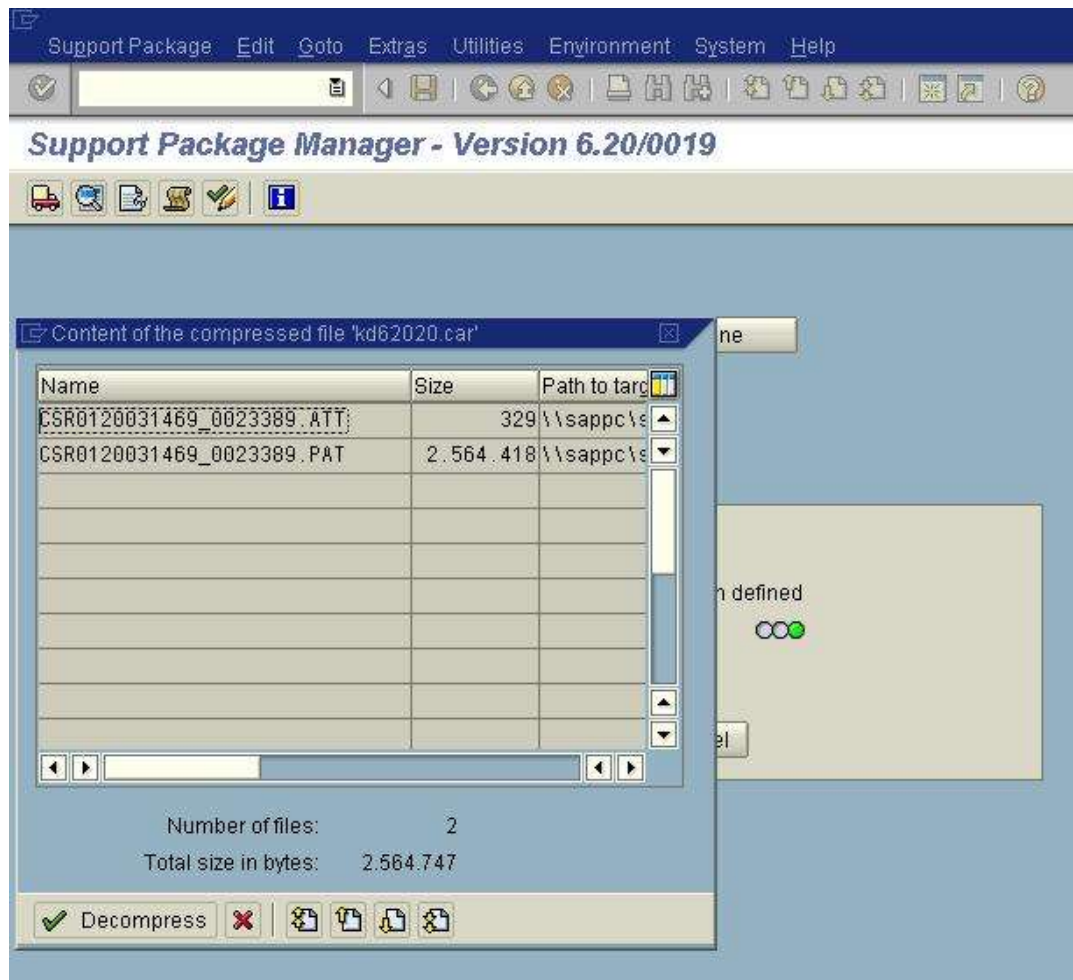 Support Package Edit Goto Extras Utilities Environment System Help
Support Package Manager - Version 6.20/0019
Content of the compressed file 'kd62020.car'
ne
Name Size Path to targ
CSR0120031469_0023389.ATT 329 \\sappc\s
CSR0120031469_0023389.PAT 2.564.418 \\sappc\s
n defined
el
Number of files: 2
Total size in bytes: 2.564.747
Decompress